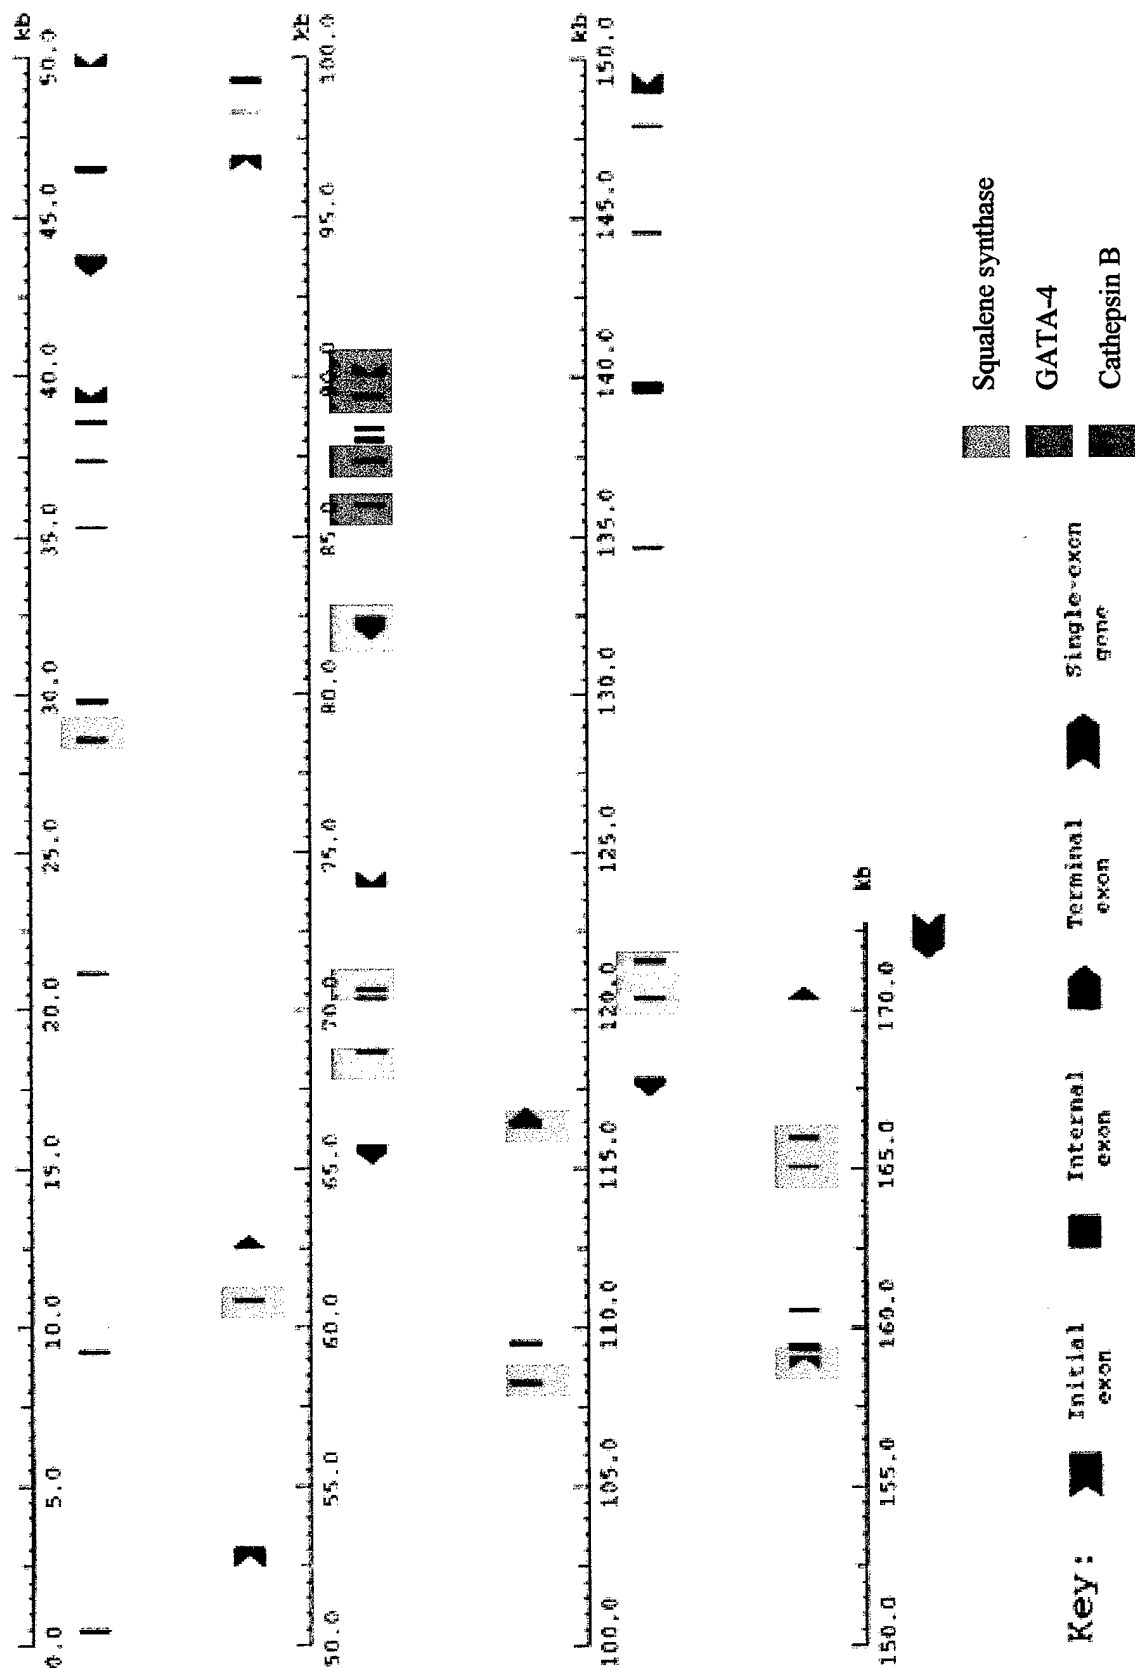 0.0 5.0 10.0 15.0 20.0 25.0 30.0 35.0 40.0 45.0 50.0
kb
50.0 55.0 60.0 65.0 70.0 75.0 80.0 85.0 90.0 95.0 100.0
kb
100.0 105.0 110.0 115.0 120.0 125.0 130.0 135.0 140.0 145.0 150.0
kb
150.0 155.0 160.0 165.0 170.0
kb
Key:
Initial
exon
Internal
exon
Terminal
exon
Single-exon
gene
Squalene synthase
GATA-4
Cathepsin B